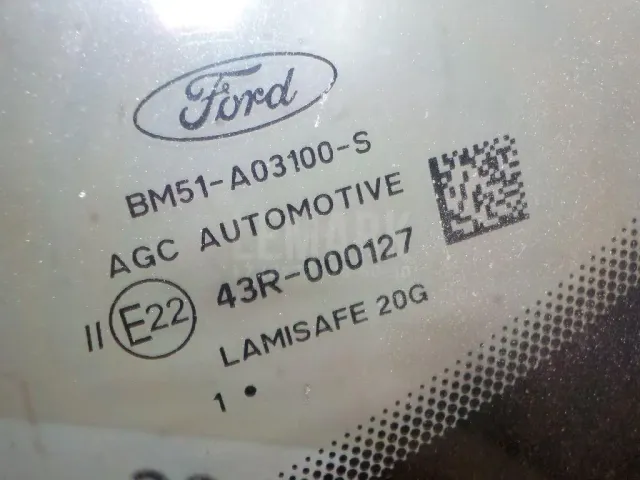 Ford
BM51-A03100-S
AGC AUTOMOTIVE
II E22 43R-000127
LAMISAFE 20G
1 •